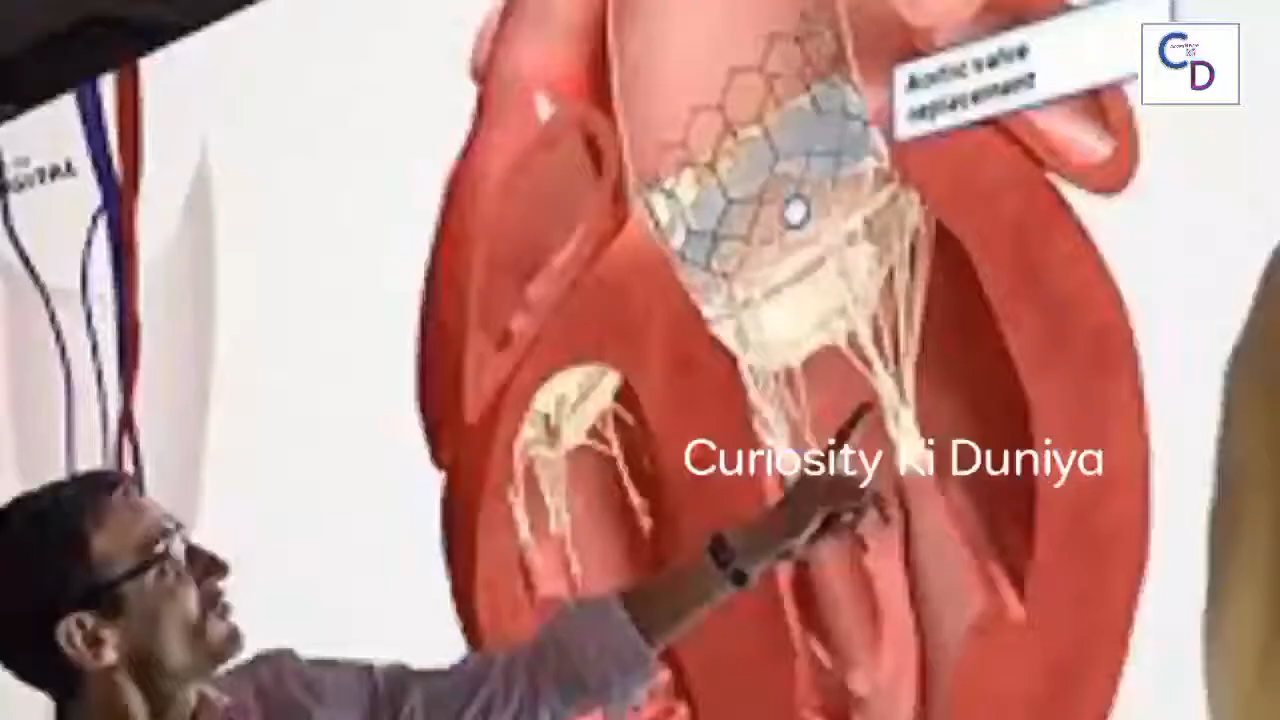 Aortic valve
replacement
CD
Curiosity Ki Duniya